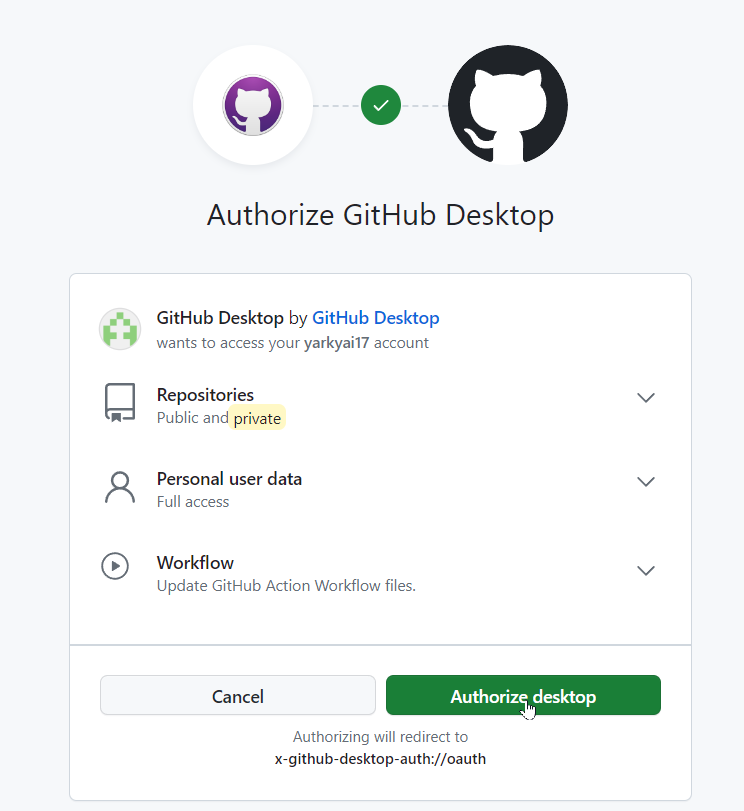 Authorize GitHub Desktop
GitHub Desktop by GitHub Desktop
wants to access your yarkyai17 account
Repositories
Public and private
Personal user data
Full access
Workflow
Update GitHub Action Workflow files.
Cancel
Authorize desktop
Authorizing will redirect to
x-github-desktop-auth://oauth